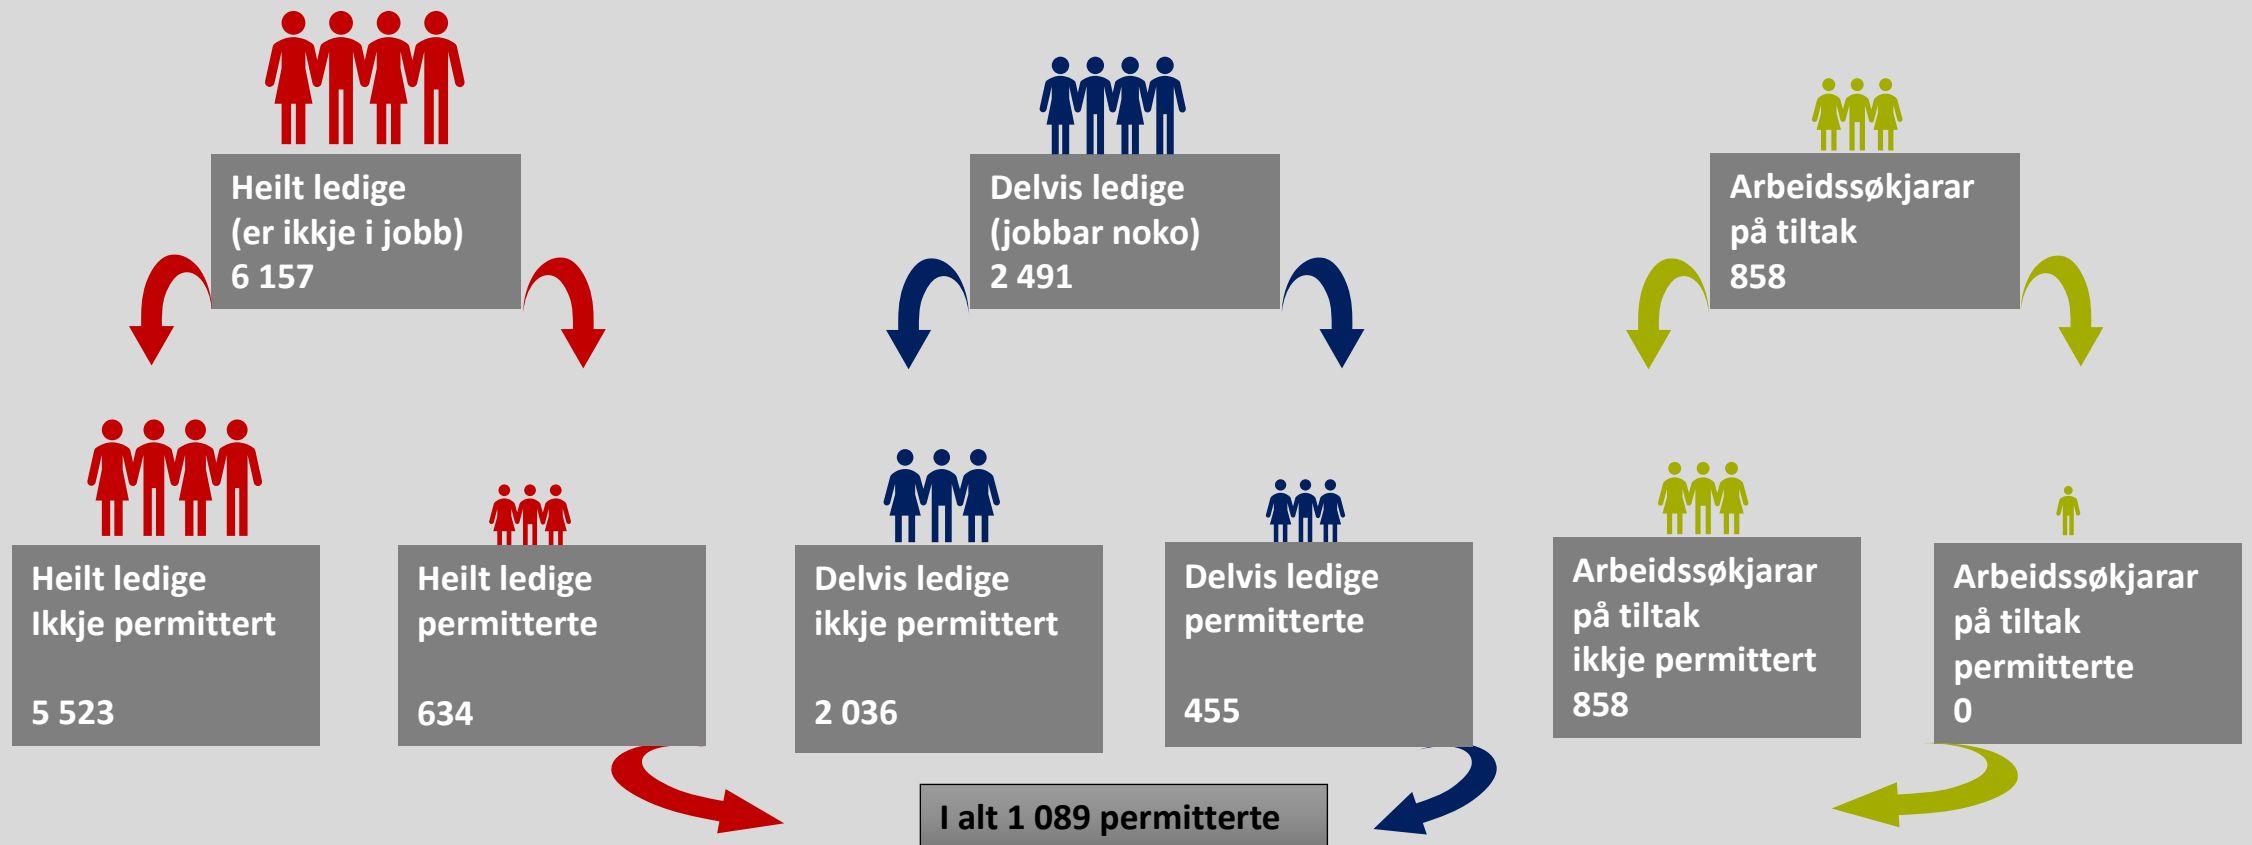 Heilt ledige
(er ikkje i jobb)
6 157
Delvis ledige
(jobbar noko)
2 491
Arbeidssøkjarar
på tiltak
858
Heilt ledige
Ikkje permittert
5 523
Heilt ledige
permitterte
634
Delvis ledige
ikkje permittert
2 036
Delvis ledige
permitterte
455
Arbeidssøkjarar
på tiltak
ikkje permittert
858
Arbeidssøkjarar
på tiltak
permitterte
0
I alt 1 089 permitterte